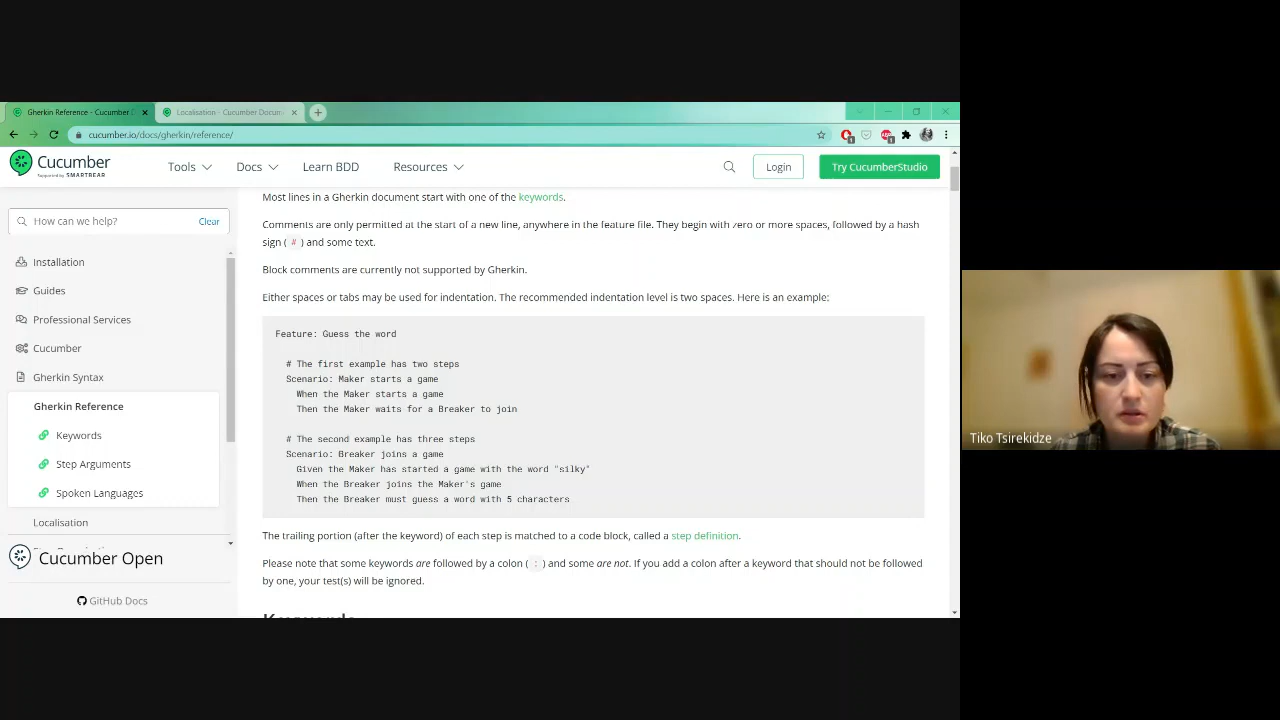 Gherkin Reference - Cucumber D
Localisation - Cucumber Docum
cucumber.io/docs/gherkin/reference/
Cucumber
Supported by SMARTBEAR
Tools
Docs
Learn BDD
Resources
Login
Try CucumberStudio
How can we help?
Clear
Installation
Guides
Professional Services
Cucumber
Gherkin Syntax
Gherkin Reference
Keywords
Step Arguments
Spoken Languages
Localisation
Cucumber Open
GitHub Docs
Most lines in a Gherkin document start with one of the keywords.
Comments are only permitted at the start of a new line, anywhere in the feature file. They begin with zero or more spaces, followed by a hash
sign ( # ) and some text.
Block comments are currently not supported by Gherkin.
Either spaces or tabs may be used for indentation. The recommended indentation level is two spaces. Here is an example:
Feature: Guess the word
# The first example has two steps
Scenario: Maker starts a game
When the Maker starts a game
Then the Maker waits for a Breaker to join
# The second example has three steps
Scenario: Breaker joins a game
Given the Maker has started a game with the word "silky"
When the Breaker joins the Maker's game
Then the Breaker must guess a word with 5 characters
The trailing portion (after the keyword) of each step is matched to a code block, called a step definition.
Please note that some keywords are followed by a colon ( : ) and some are not. If you add a colon after a keyword that should not be followed
by one, your test(s) will be ignored.
Keywords
Tiko Tsirekidze